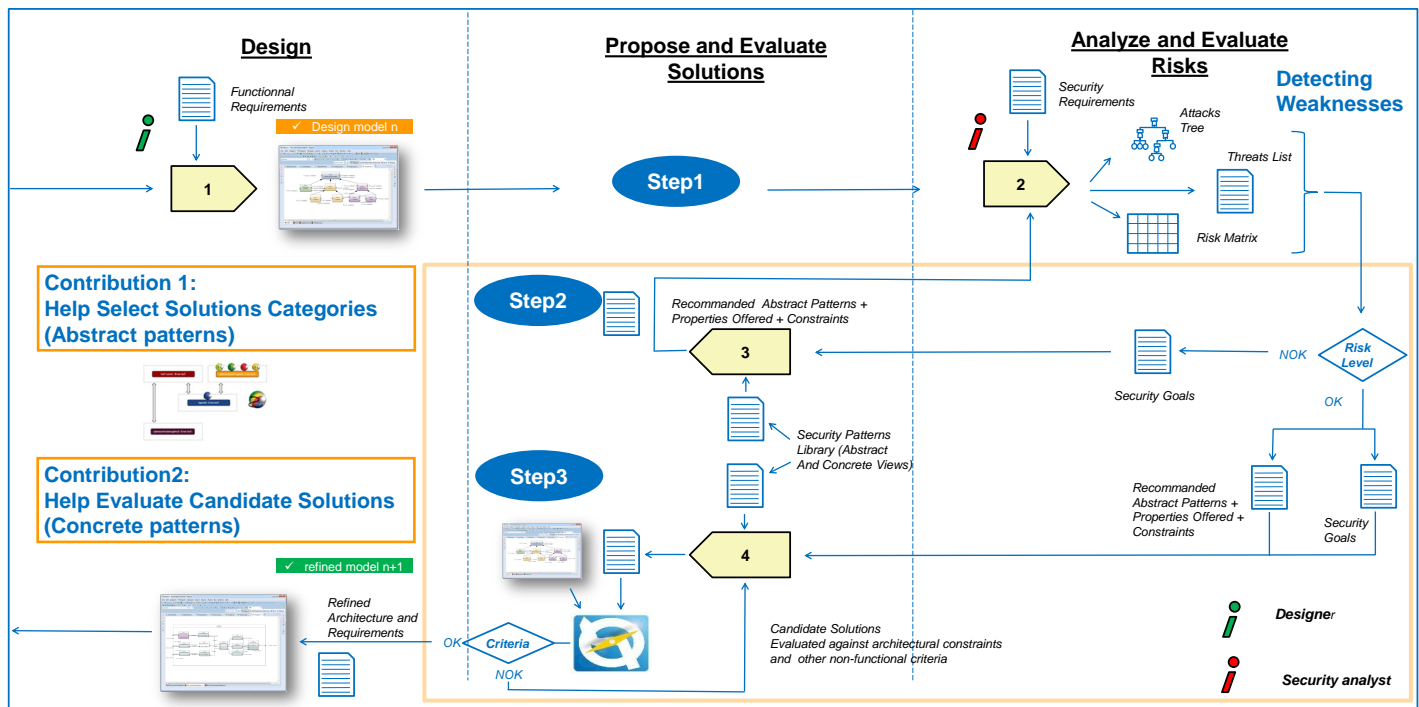 Design
Propose and Evaluate
Solutions
Analyze and Evaluate
Risks
Detecting
Weaknesses
Functionnal
Requirements
✓ Design model n
1
Step1
Security
Requirements
2
Attacks
Tree
Threats List
Risk Matrix
Contribution 1:
Help Select Solutions Categories
(Abstract patterns)
Step2
Recommanded Abstract Patterns +
Properties Offered + Constraints
3
Security Goals
NOK
Risk
Level
OK
Security Patterns
Library (Abstract
And Concrete Views)
Contribution2:
Help Evaluate Candidate Solutions
(Concrete patterns)
Step3
4
Recommanded
Abstract Patterns +
Properties Offered +
Constraints
Security
Goals
✓ refined model n+1
Refined
Architecture and
Requirements
OK
Criteria
NOK
Candidate Solutions
Evaluated against architectural constraints
and other non-functional criteria
Designer
Security analyst